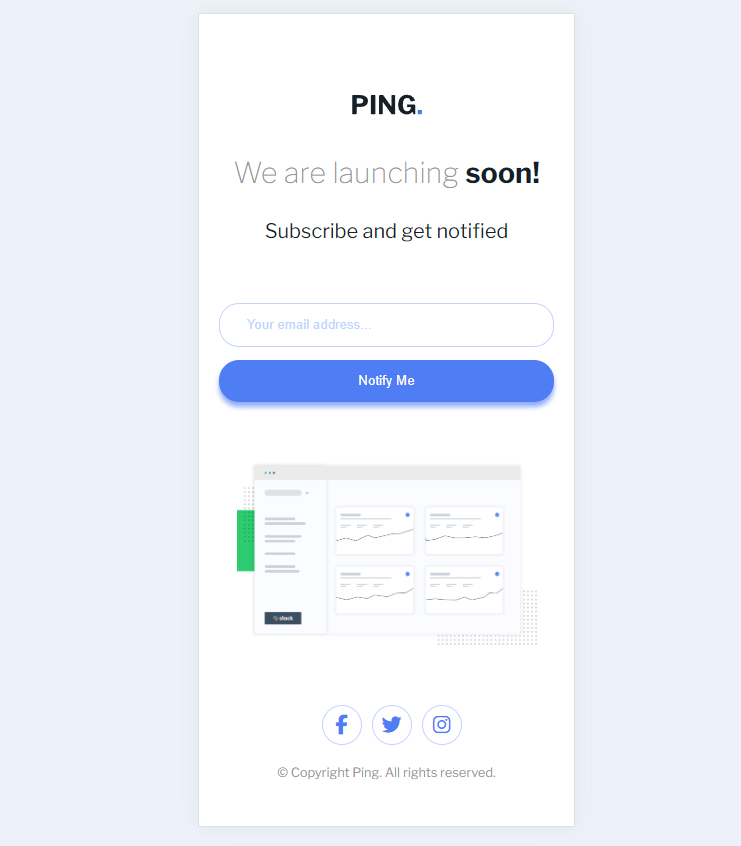 PING.
We are launching soon!
Subscribe and get notified
Your email address...
Notify Me
slack
© Copyright Ping. All rights reserved.